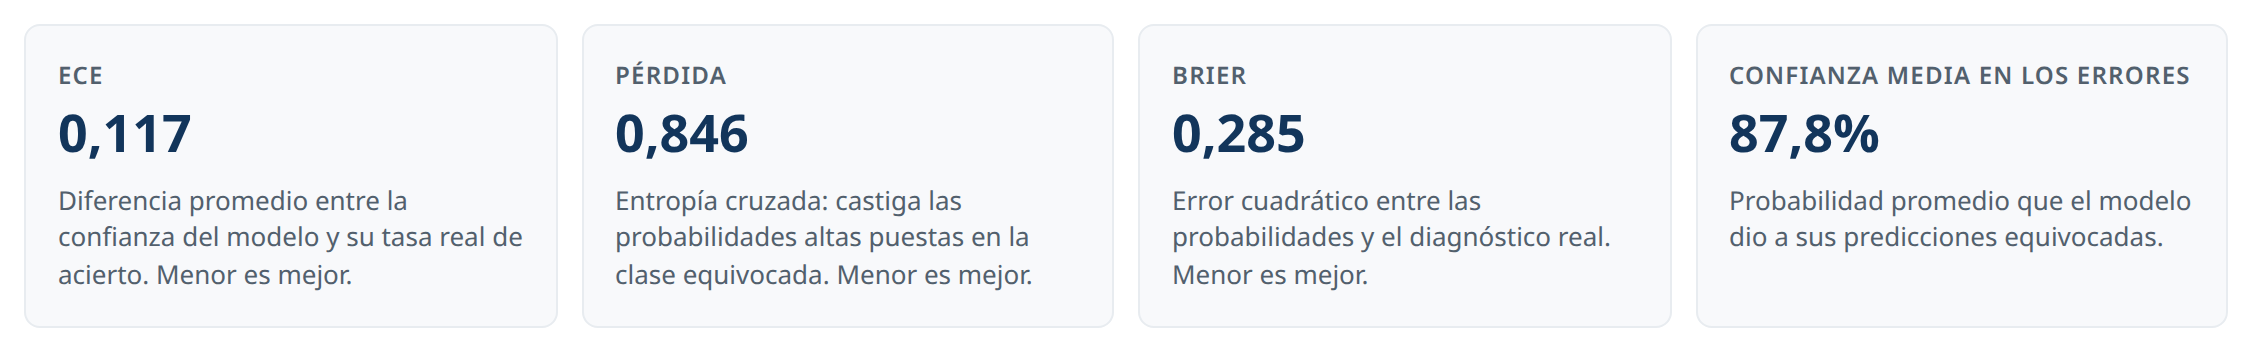 ECE
0,117
Diferencia promedio entre la
confianza del modelo y su tasa real de
acierto. Menor es mejor.
PÉRDIDA
0,846
Entropía cruzada: castiga las
probabilidades altas puestas en la
clase equivocada. Menor es mejor.
BRIER
0,285
Error cuadrático entre las
probabilidades y el diagnóstico real.
Menor es mejor.
CONFIANZA MEDIA EN LOS ERRORES
87,8%
Probabilidad promedio que el modelo
dio a sus predicciones equivocadas.